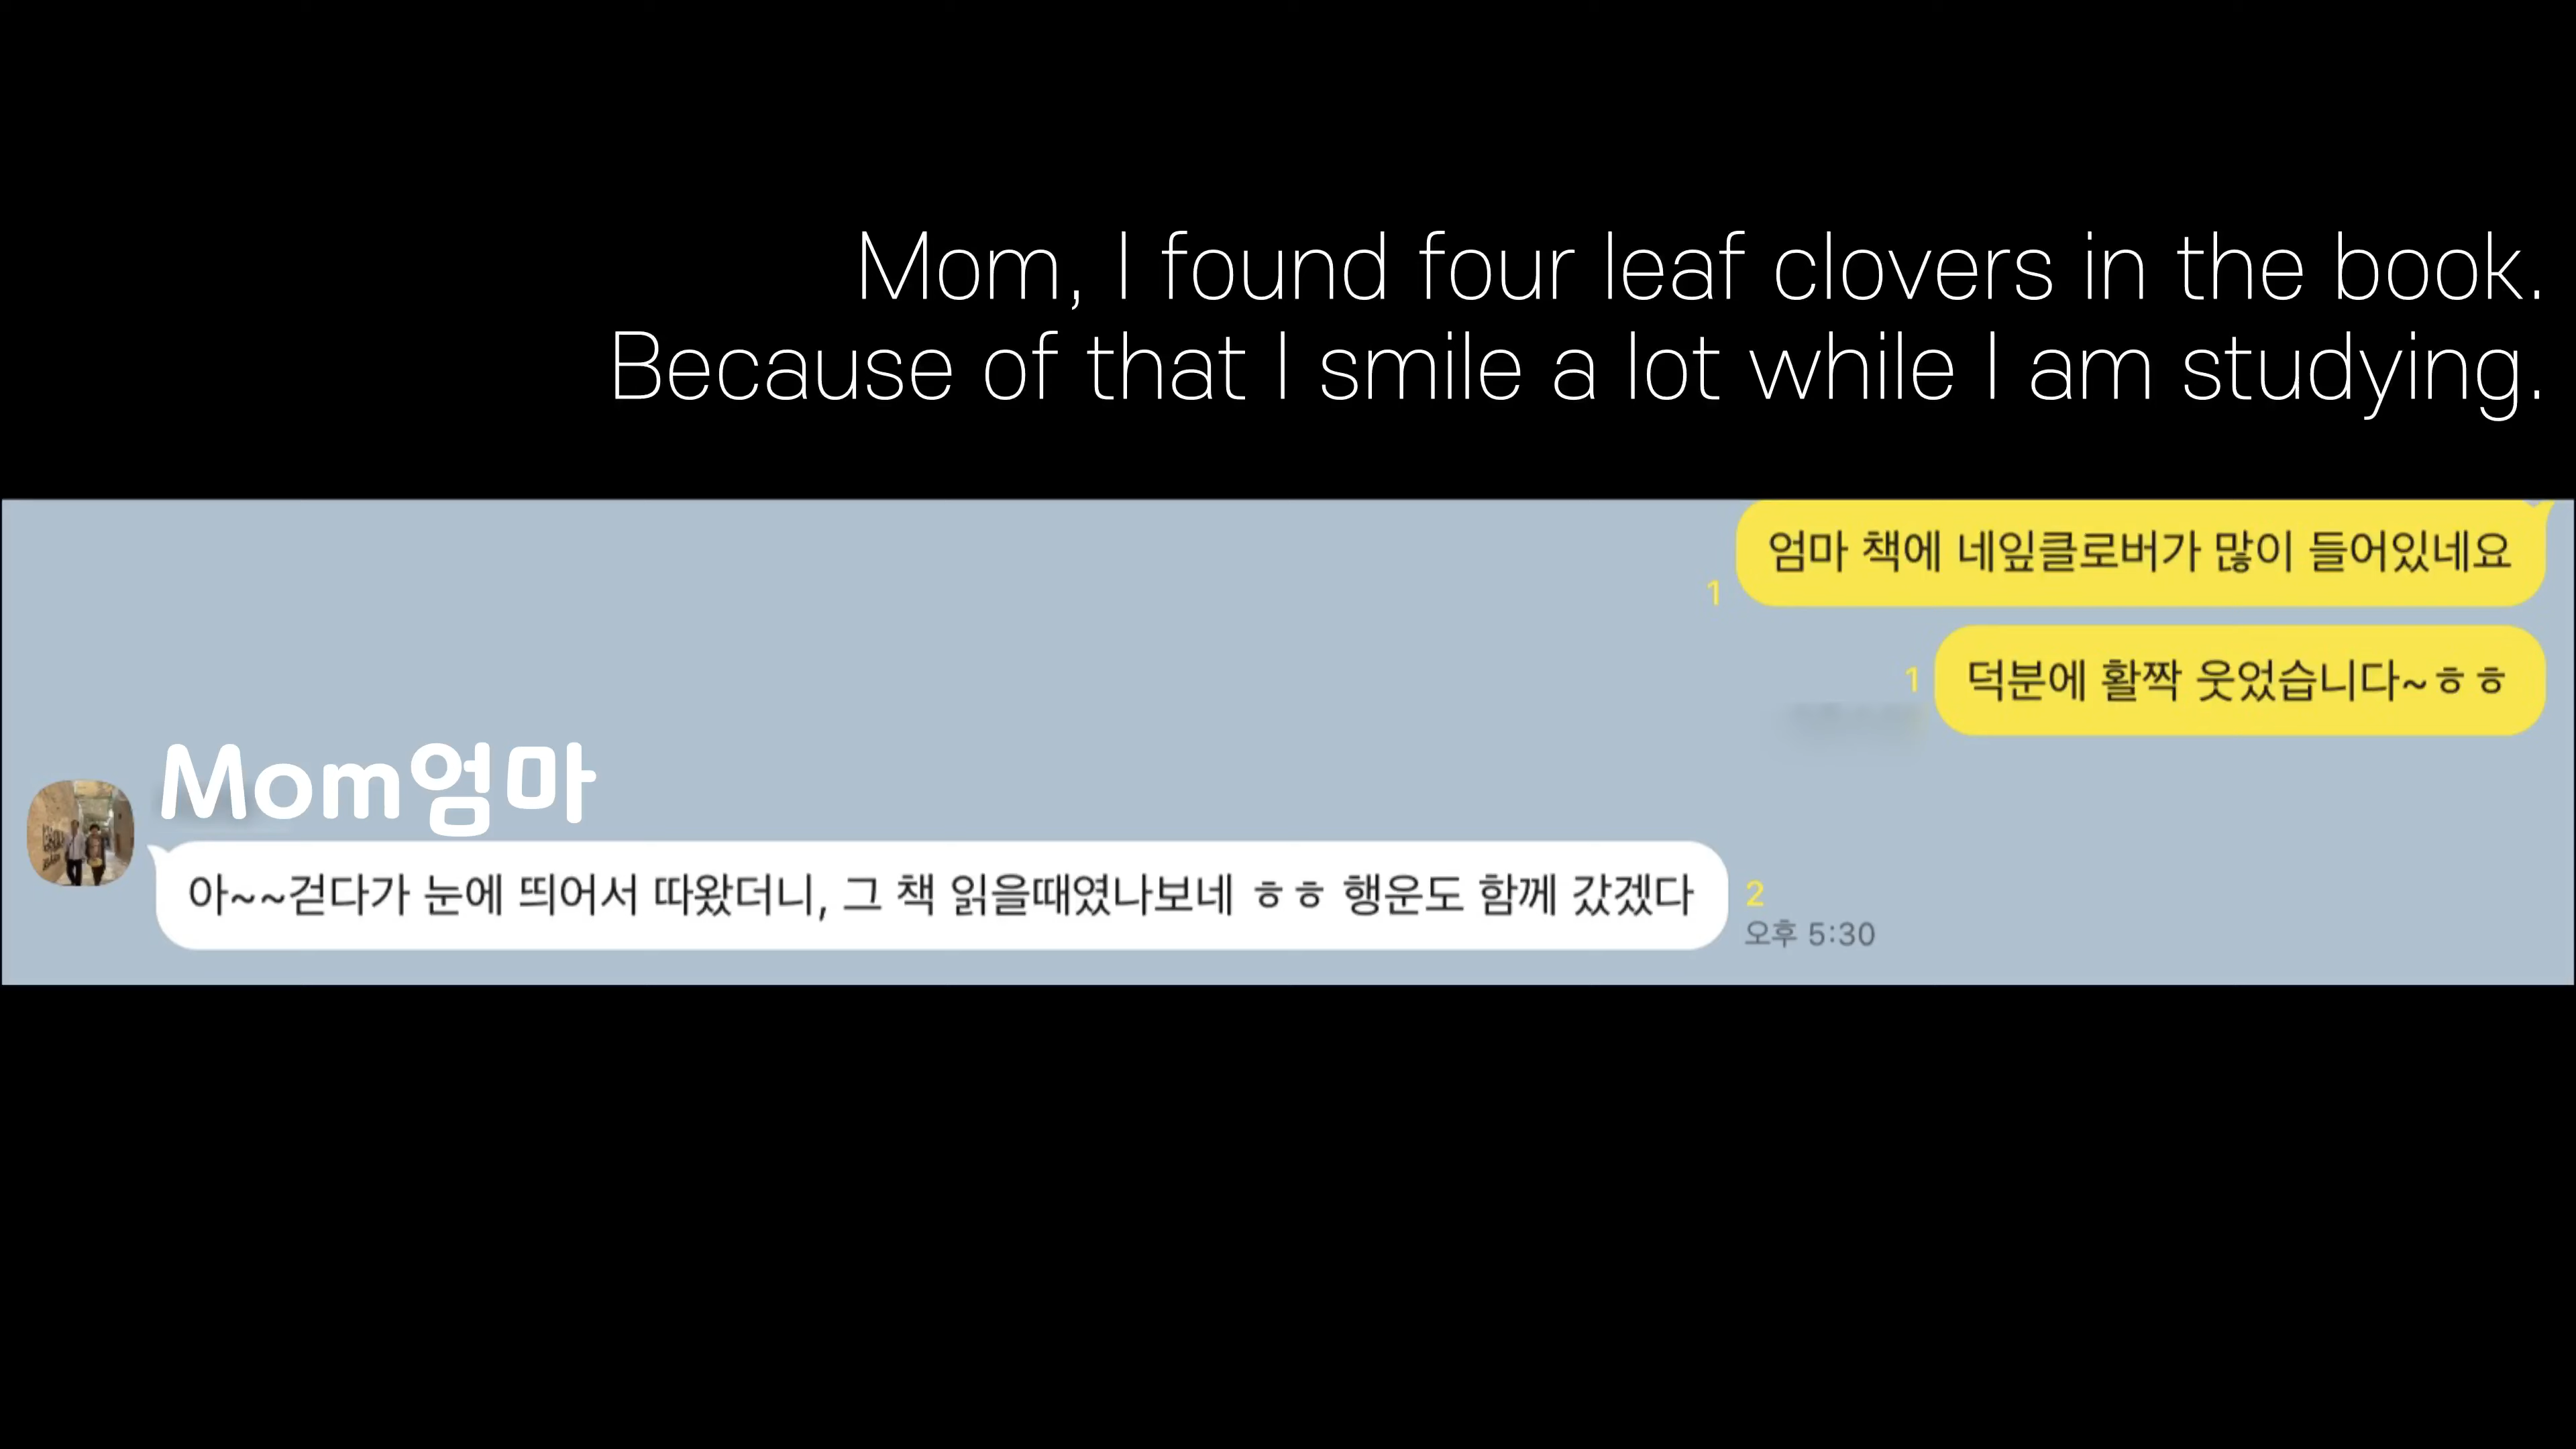 Mom, I found four leaf clovers in the book.
Because of that I smile a lot while I am studying.
엄마 책에 네잎클로버가 많이 들어있네요
1
덕분에 활짝 웃었습니다~ㅎㅎ
1
Mom엄마
아~~걷다가 눈에 띄어서 따왔더니, 그 책 읽을때였나보네 ㅎㅎ 행운도 함께 갔겠다
2
오후 5:30